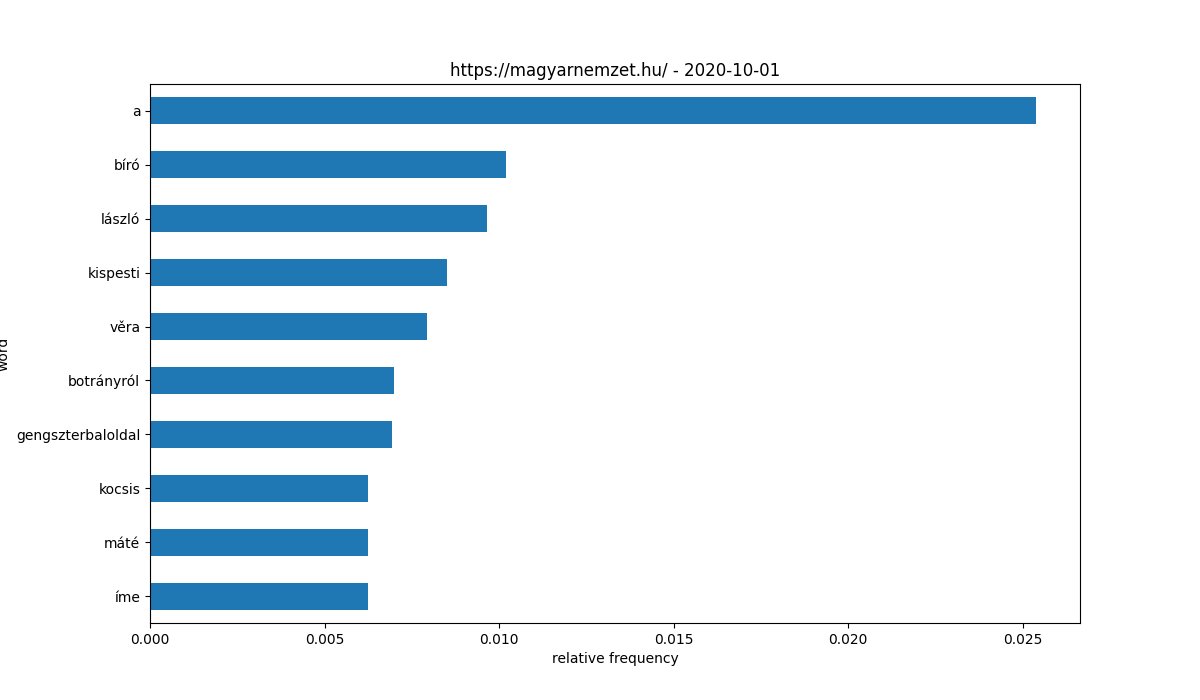 https://magyarnemzet.hu/ - 2020-10-01
a
bíró
lászló
kispesti
věra
botrányról
gengszterbaloldal
kocsis
máté
íme
word
0.000 0.005 0.010 0.015 0.020 0.025
relative frequency